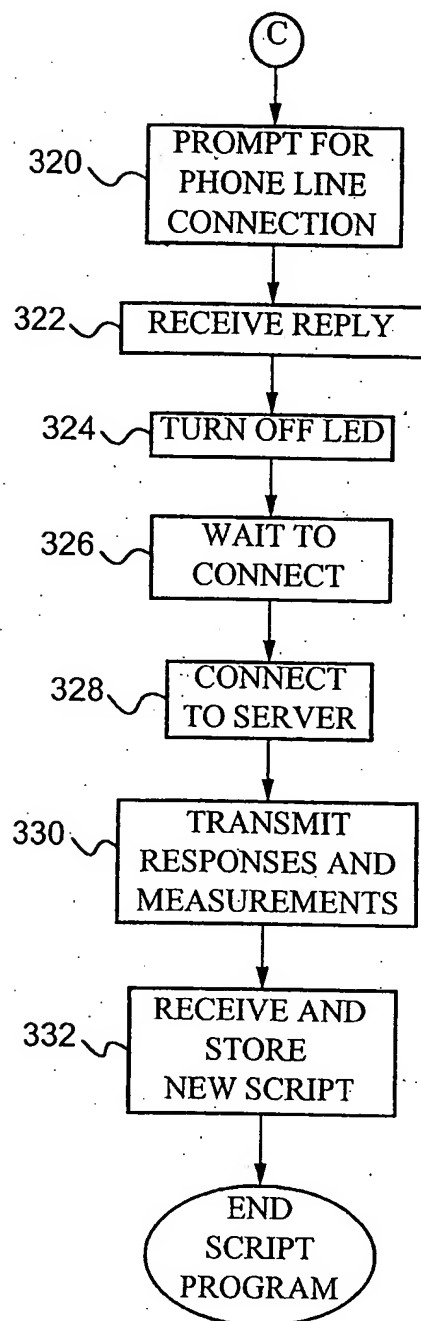 C
320
PROMPT FOR
PHONE LINE
CONNECTION
322
RECEIVE REPLY
324
TURN OFF LED
326
WAIT TO
CONNECT
328
CONNECT
TO SERVER
330
TRANSMIT
RESPONSES AND
MEASUREMENTS
332
RECEIVE AND
STORE
NEW SCRIPT
END
SCRIPT
PROGRAM